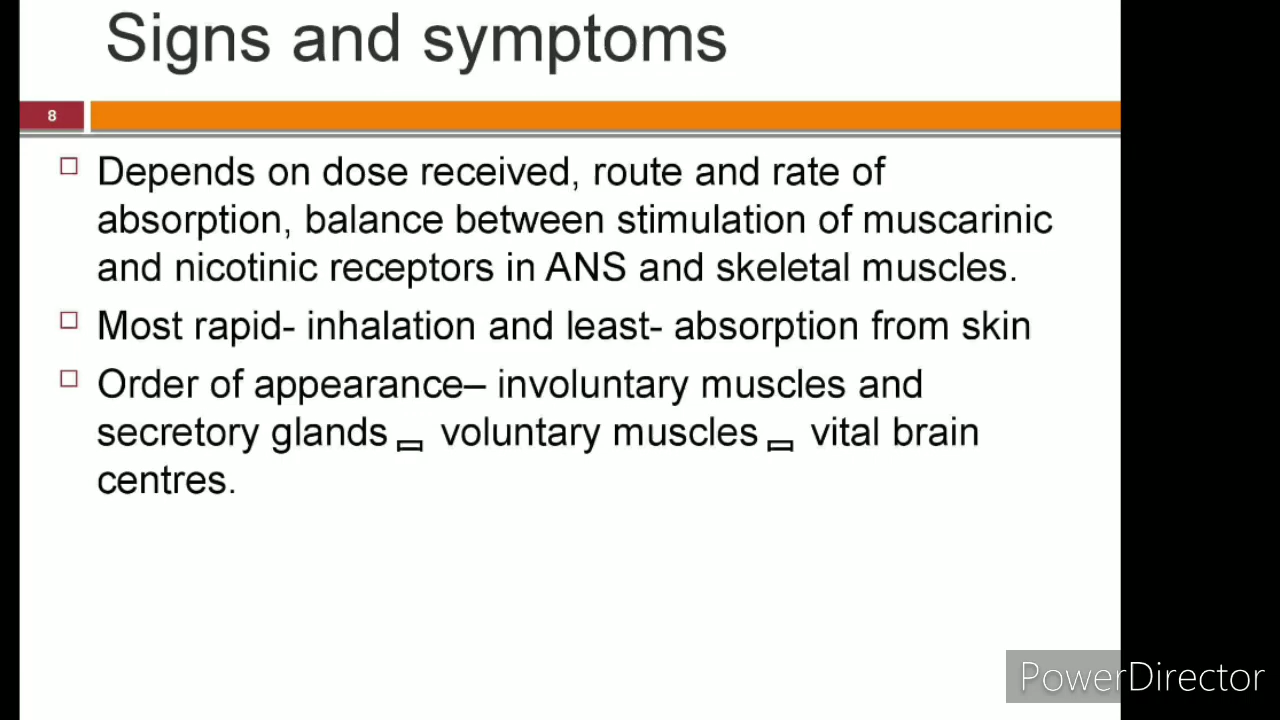 Signs and symptoms
8
Depends on dose received, route and rate of
absorption, balance between stimulation of muscarinic
and nicotinic receptors in ANS and skeletal muscles.
Most rapid- inhalation and least- absorption from skin
Order of appearance– involuntary muscles and
secretory glands voluntary muscles vital brain
centres.
PowerDirector